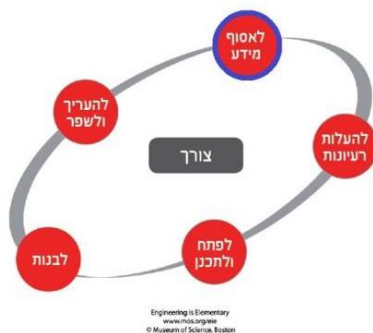 לאסוף
מידע
להעלות
רעיונות
לפתח
ולתכנן
לבנות
להעריך
ולשפר
צורך
Engineering is Elementary
www.mos.org/eie
© Museum of Science, Boston